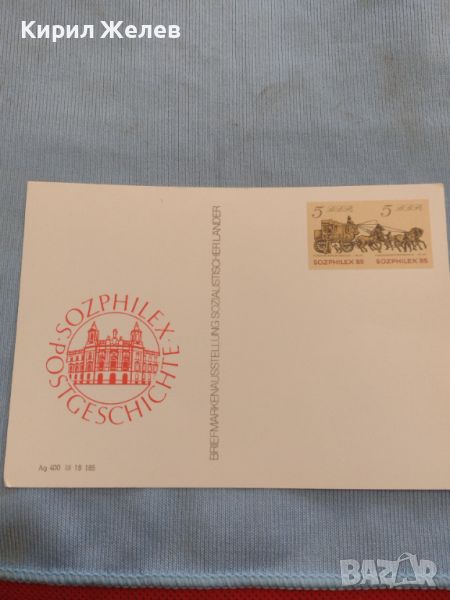 Кирил Желев
5 DDR 5 DDR
SOZPHILEX 85 SOZPHILEX 85
SOZPHILEX · POSTGESCHICHTE ·
BRIEFMARKENAUSSTELLUNG SOZIALISTISCHER LÄNDER
Ag 400 18 185
BAZAR